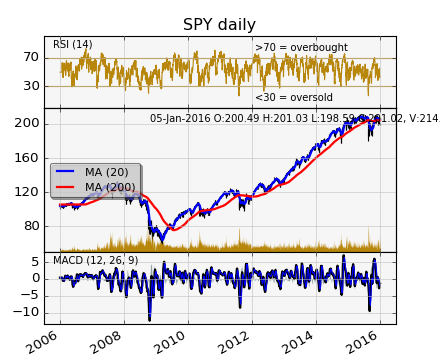 SPY daily
RSI (14)
>70 = overbought
70
30
<30 = oversold
05-Jan-2016 O:200.49 H:201.03 L:198.59 C:201.02, V:214
200
160
120
80
MA (20)
MA (200)
MACD (12, 26, 9)
5
0
−5
−10
2006
2008
2010
2012
2014
2016